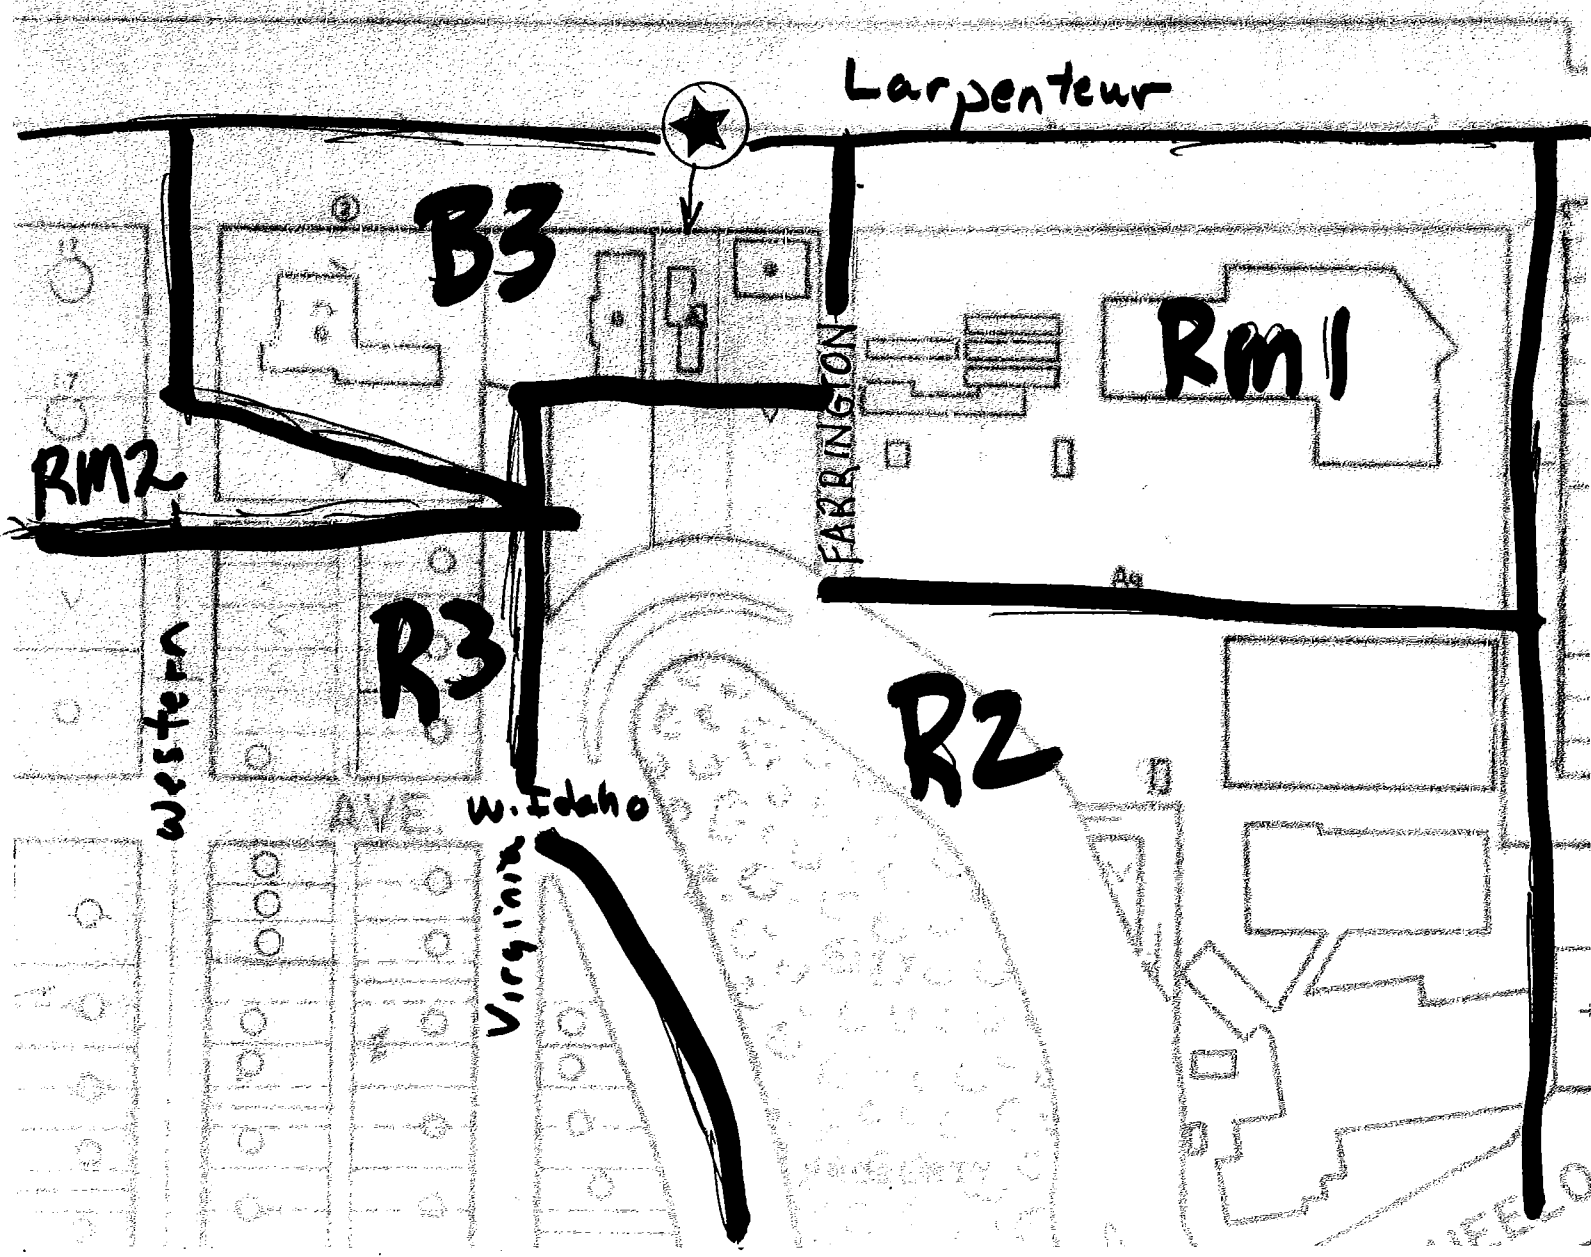 Larpenteur
B3
Rm1
FARRINGTON
RM2
R3
Western
R2
AVE.
W. Idaho
Virginia